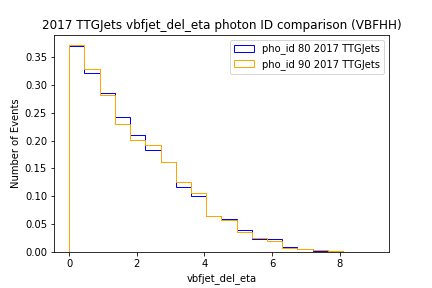 2017 TTGJets vbfjet_del_eta photon ID comparison (VBFHH)
pho_id 80 2017 TTGJets
pho_id 90 2017 TTGJets
Number of Events
0.35
0.30
0.25
0.20
0.15
0.10
0.05
0.00
0 2 4 6 8
vbfjet_del_eta